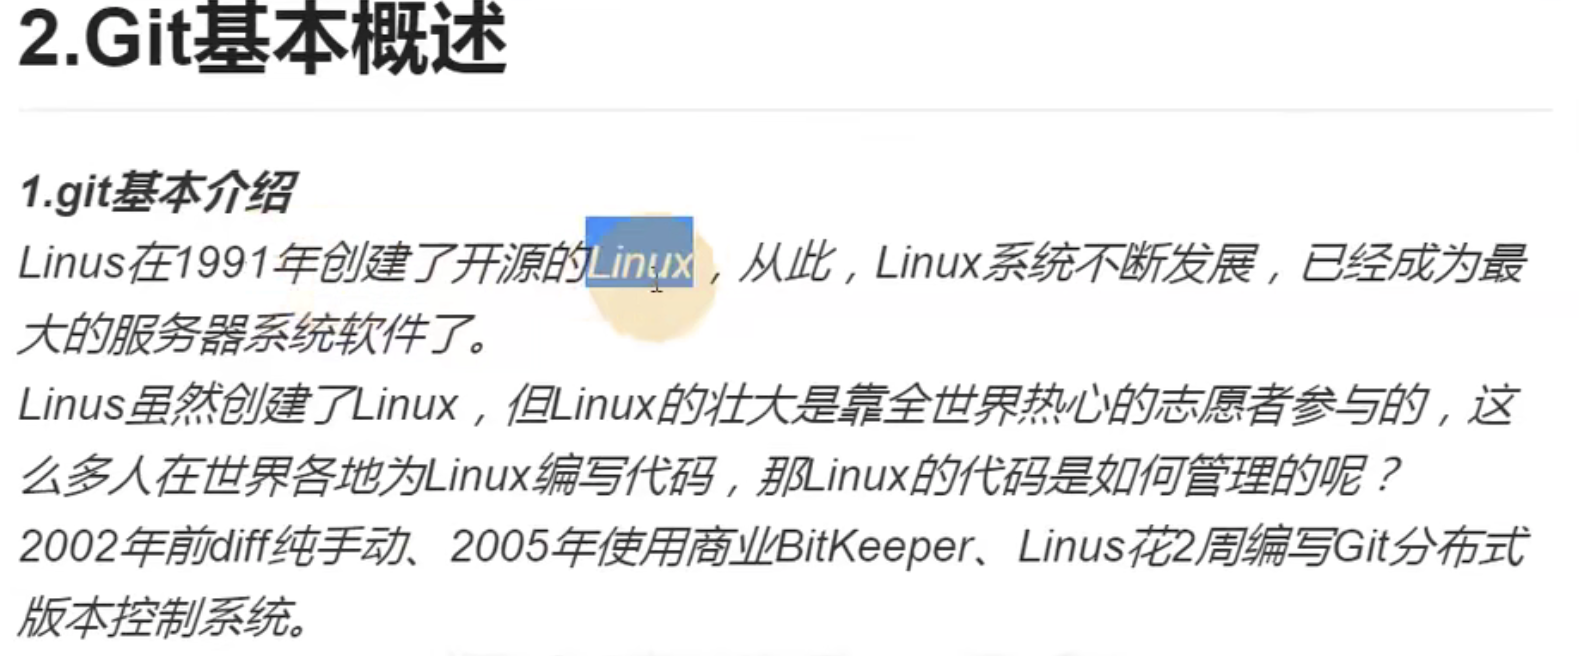 2.Git基本概述
1.git基本介绍
Linus在1991年创建了开源的Linux，从此，Linux系统不断发展，已经成为最
大的服务器系统软件了。
Linus虽然创建了Linux，但Linux的壮大是靠全世界热心的志愿者参与的，这
么多人在世界各地为Linux编写代码，那Linux的代码是如何管理的呢？
2002年前diff纯手动、2005年使用商业BitKeeper、Linus花2周编写Git分布式
版本控制系统。